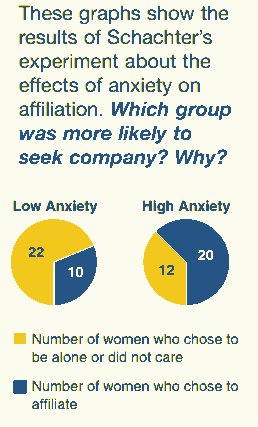 These graphs show the
results of Schachter's
experiment about the
effects of anxiety on
affiliation. Which group
was more likely to
seek company? Why?
Low Anxiety
High Anxiety
22
10
20
12
Number of women who chose to
be alone or did not care
Number of women who chose to
affiliate